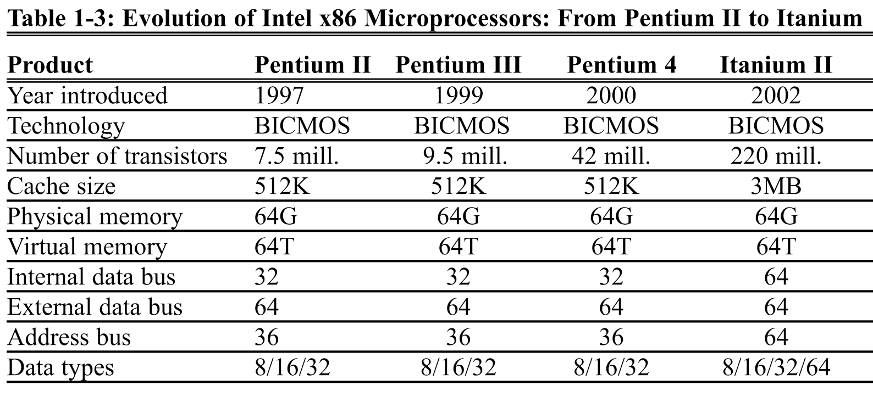 Table 1-3: Evolution of Intel x86 Microprocessors: From Pentium II to Itanium
Product Pentium II Pentium III Pentium 4 Itanium II
Year introduced 1997 1999 2000 2002
Technology BICMOS BICMOS BICMOS BICMOS
Number of transistors 7.5 mill. 9.5 mill. 42 mill. 220 mill.
Cache size 512K 512K 512K 3MB
Physical memory 64G 64G 64G 64G
Virtual memory 64T 64T 64T 64T
Internal data bus 32 32 32 64
External data bus 64 64 64 64
Address bus 36 36 36 64
Data types 8/16/32 8/16/32 8/16/32 8/16/32/64